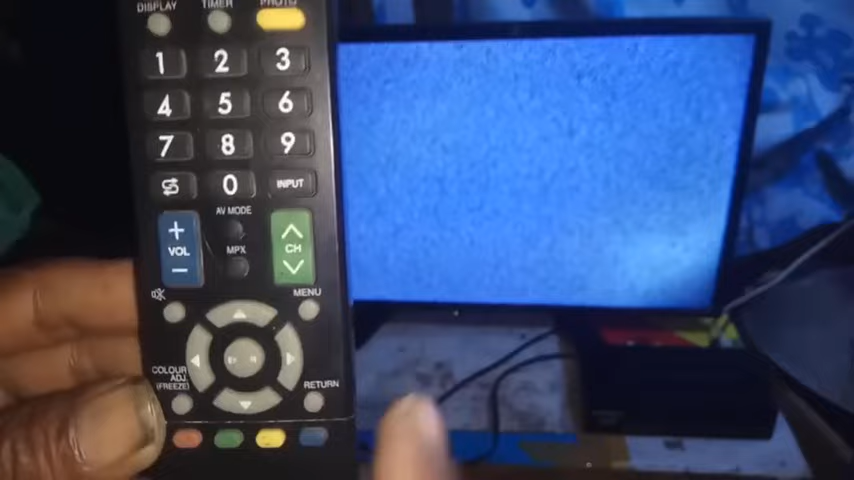 DISPLAY TIMER PHOTO
1 2 3
4 5 6
7 8 9
0 INPUT
AV MODE
+ VOL −
CH
MPX
MENU
COLOUR
ADJ.
(FREEZE)
RETURN